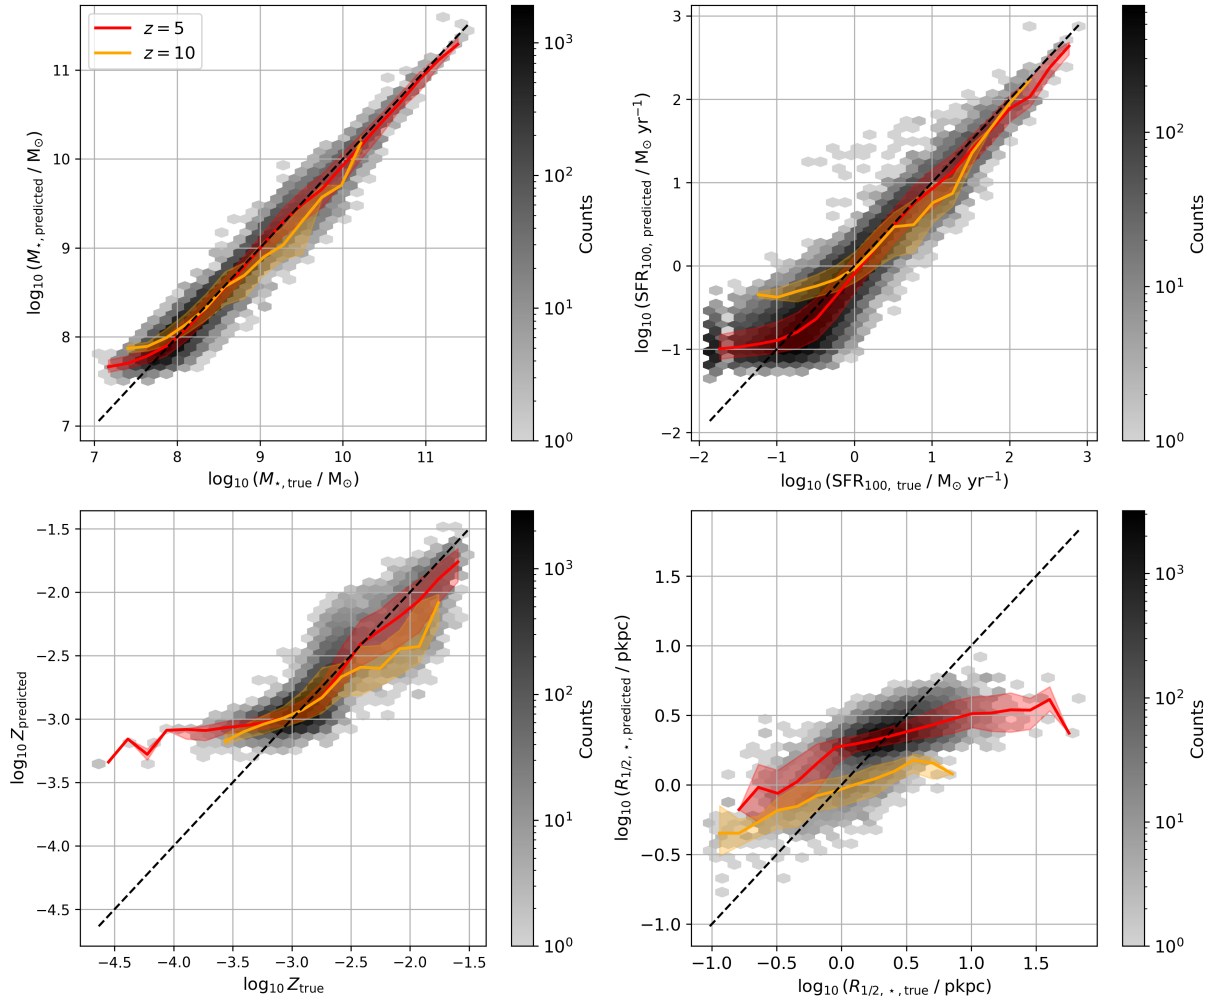 z = 5
z = 10
11
10
9
8
7
7 8 9 10 11
log₁₀ (M⋆, predicted / M⊙)
log₁₀ (M⋆, true / M⊙)
10³
10²
10¹
10⁰
Counts
3
2
1
0
−1
−2
−2 −1 0 1 2 3
log₁₀ (SFR₁₀₀, predicted / M⊙ yr⁻¹)
log₁₀ (SFR₁₀₀, true / M⊙ yr⁻¹)
10²
10¹
10⁰
Counts
−1.5
−2.0
−2.5
−3.0
−3.5
−4.0
−4.5
−4.5 −4.0 −3.5 −3.0 −2.5 −2.0 −1.5
log₁₀ Zpredicted
log₁₀ Ztrue
10³
10²
10¹
10⁰
Counts
1.5
1.0
0.5
0.0
−0.5
−1.0
−1.0 −0.5 0.0 0.5 1.0 1.5
log₁₀ (R1/2, ⋆, predicted / pkpc)
log₁₀ (R1/2, ⋆, true / pkpc)
10³
10²
10¹
10⁰
Counts